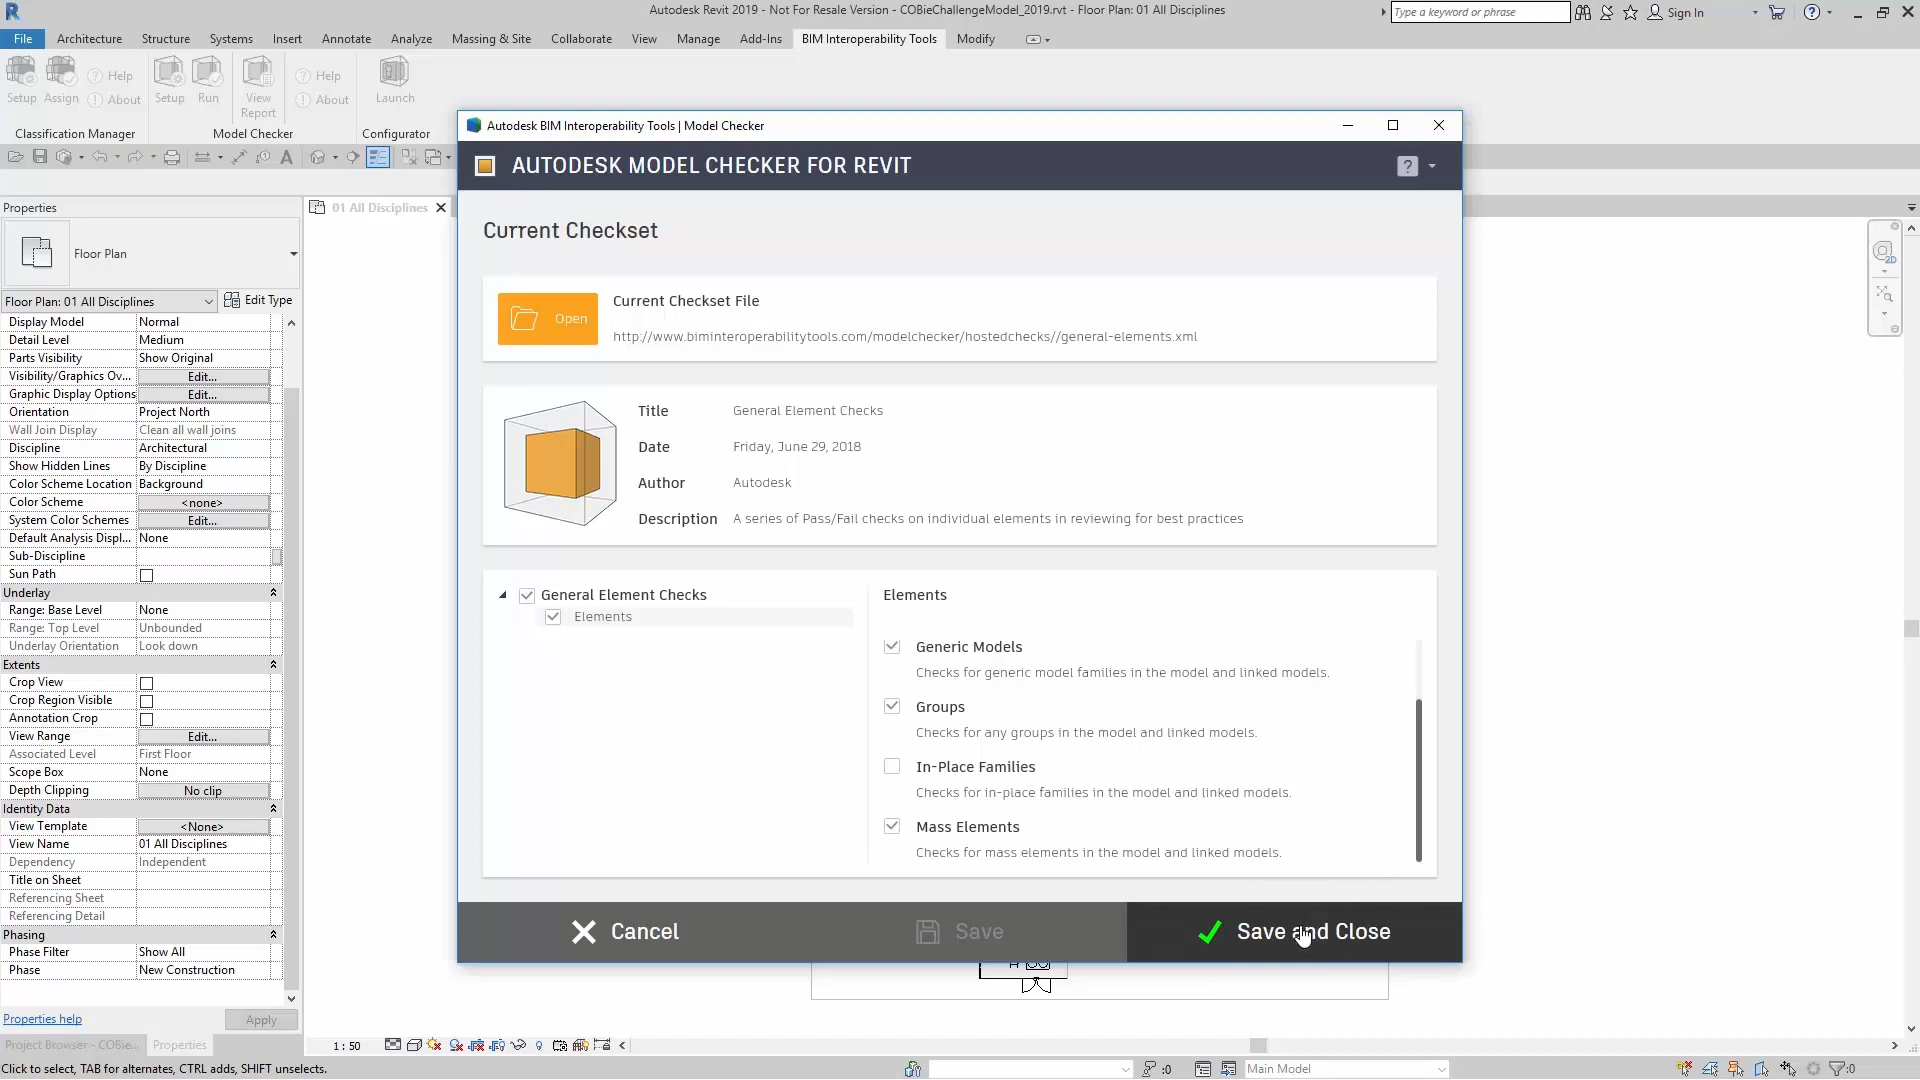 Autodesk Revit 2019 - Not For Resale Version - COBieChallengeModel_2019.rvt - Floor Plan: 01 All Disciplines
Type a keyword or phrase
Sign In
File Architecture Structure Systems Insert Annotate Analyze Massing & Site Collaborate View Manage Add-Ins BIM Interoperability Tools Modify
Setup Assign Help About Setup Run View Report Help About Launch
Classification Manager Model Checker Configurator
Properties
Floor Plan
Floor Plan: 01 All Disciplines Edit Type
Display Model Normal
Detail Level Medium
Parts Visibility Show Original
Visibility/Graphics Ov... Edit...
Graphic Display Options Edit...
Orientation Project North
Wall Join Display Clean all wall joins
Discipline Architectural
Show Hidden Lines By Discipline
Color Scheme Location Background
Color Scheme <none>
System Color Schemes Edit...
Default Analysis Displ... None
Sub-Discipline
Sun Path
Underlay
Range: Base Level None
Range: Top Level Unbounded
Underlay Orientation Look down
Extents
Crop View
Crop Region Visible
Annotation Crop
View Range Edit...
Associated Level First Floor
Scope Box None
Depth Clipping No clip
Identity Data
View Template <None>
View Name 01 All Disciplines
Dependency Independent
Title on Sheet
Referencing Sheet
Referencing Detail
Phasing
Phase Filter Show All
Phase New Construction
Properties help Apply
Project Browser - COBie... Properties
01 All Disciplines
Autodesk BIM Interoperability Tools | Model Checker
AUTODESK MODEL CHECKER FOR REVIT
?
Current Checkset
Open
Current Checkset File
http://www.biminteroperabilitytools.com/modelchecker/hostedchecks//general-elements.xml
Title General Element Checks
Date Friday, June 29, 2018
Author Autodesk
Description A series of Pass/Fail checks on individual elements in reviewing for best practices
General Element Checks
Elements
Elements
Generic Models
Checks for generic model families in the model and linked models.
Groups
Checks for any groups in the model and linked models.
In-Place Families
Checks for in-place families in the model and linked models.
Mass Elements
Checks for mass elements in the model and linked models.
Cancel Save Save and Close
2D
1 : 50
Click to select, TAB for alternates, CTRL adds, SHIFT unselects.
:0
Main Model
:0